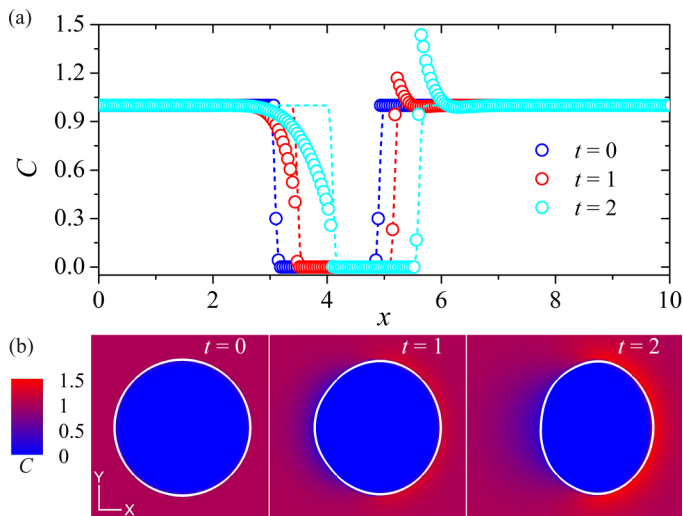 (a)
1.5
1.2
0.9
0.6
0.3
0.0
C
t = 0
t = 1
t = 2
0 2 4 6 8 10
x
(b)
t = 0 t = 1 t = 2
1.5
1
0.5
0
C
Y
X